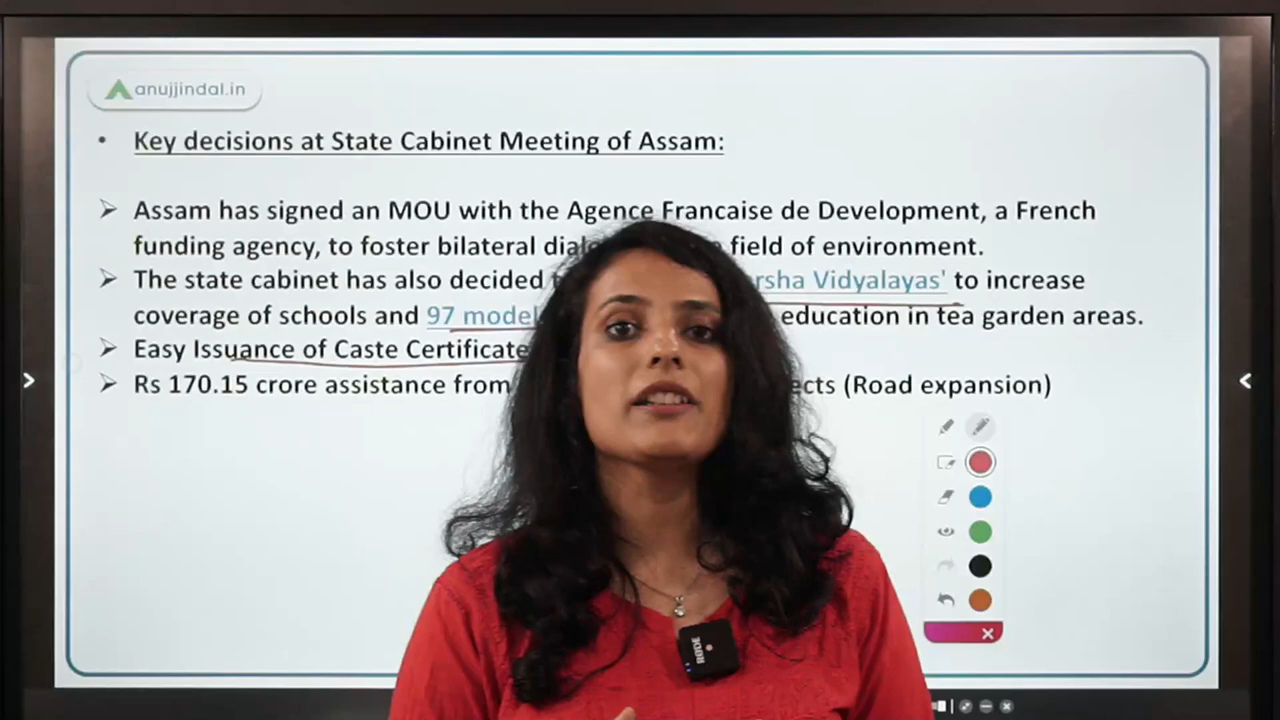 anujjindal.in
• Key decisions at State Cabinet Meeting of Assam:
➢ Assam has signed an MOU with the Agence Francaise de Development, a French
funding agency, to foster bilateral field of environment.
➢ The state cabinet has also decided Vidyalayas' to increase
coverage of schools and 97 model education in tea garden areas.
➢ Easy Issuance of Caste Certificate
➢ Rs 170.15 crore assistance from (Road expansion)
RODE